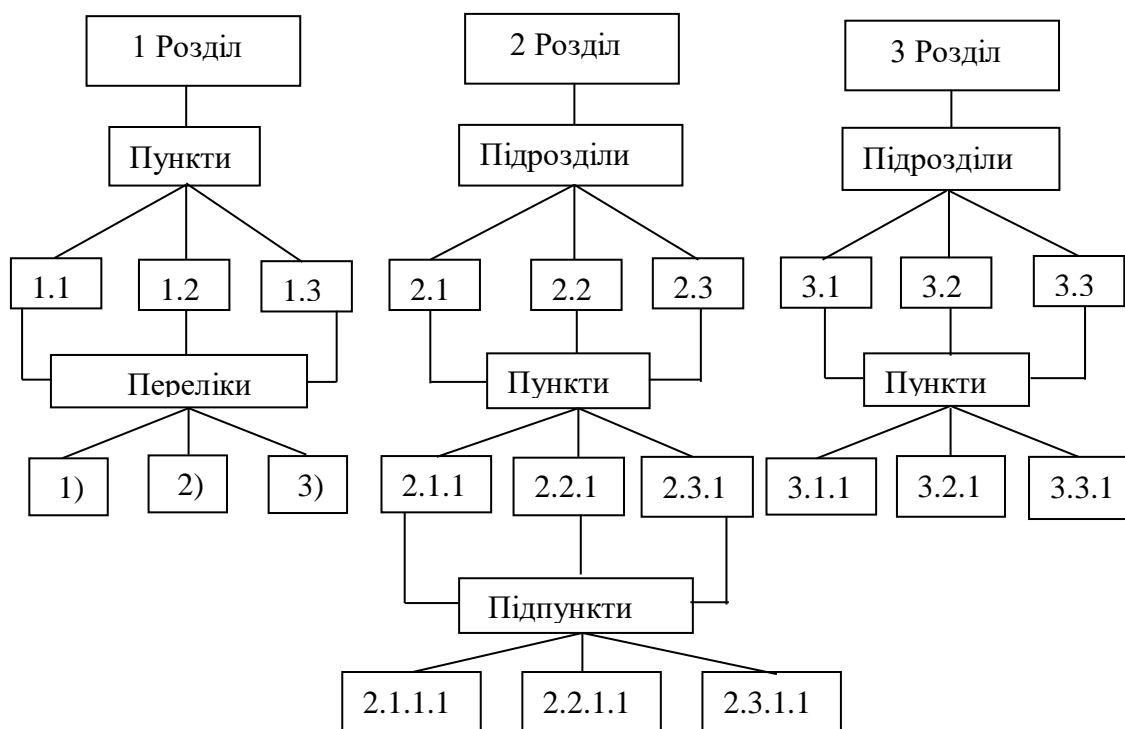 1 Розділ
2 Розділ
3 Розділ
Пункти
Підрозділи
Підрозділи
1.1
1.2
1.3
2.1
2.2
2.3
3.1
3.2
3.3
Переліки
Пункти
Пункти
1)
2)
3)
2.1.1
2.2.1
2.3.1
3.1.1
3.2.1
3.3.1
Підпункти
2.1.1.1
2.2.1.1
2.3.1.1